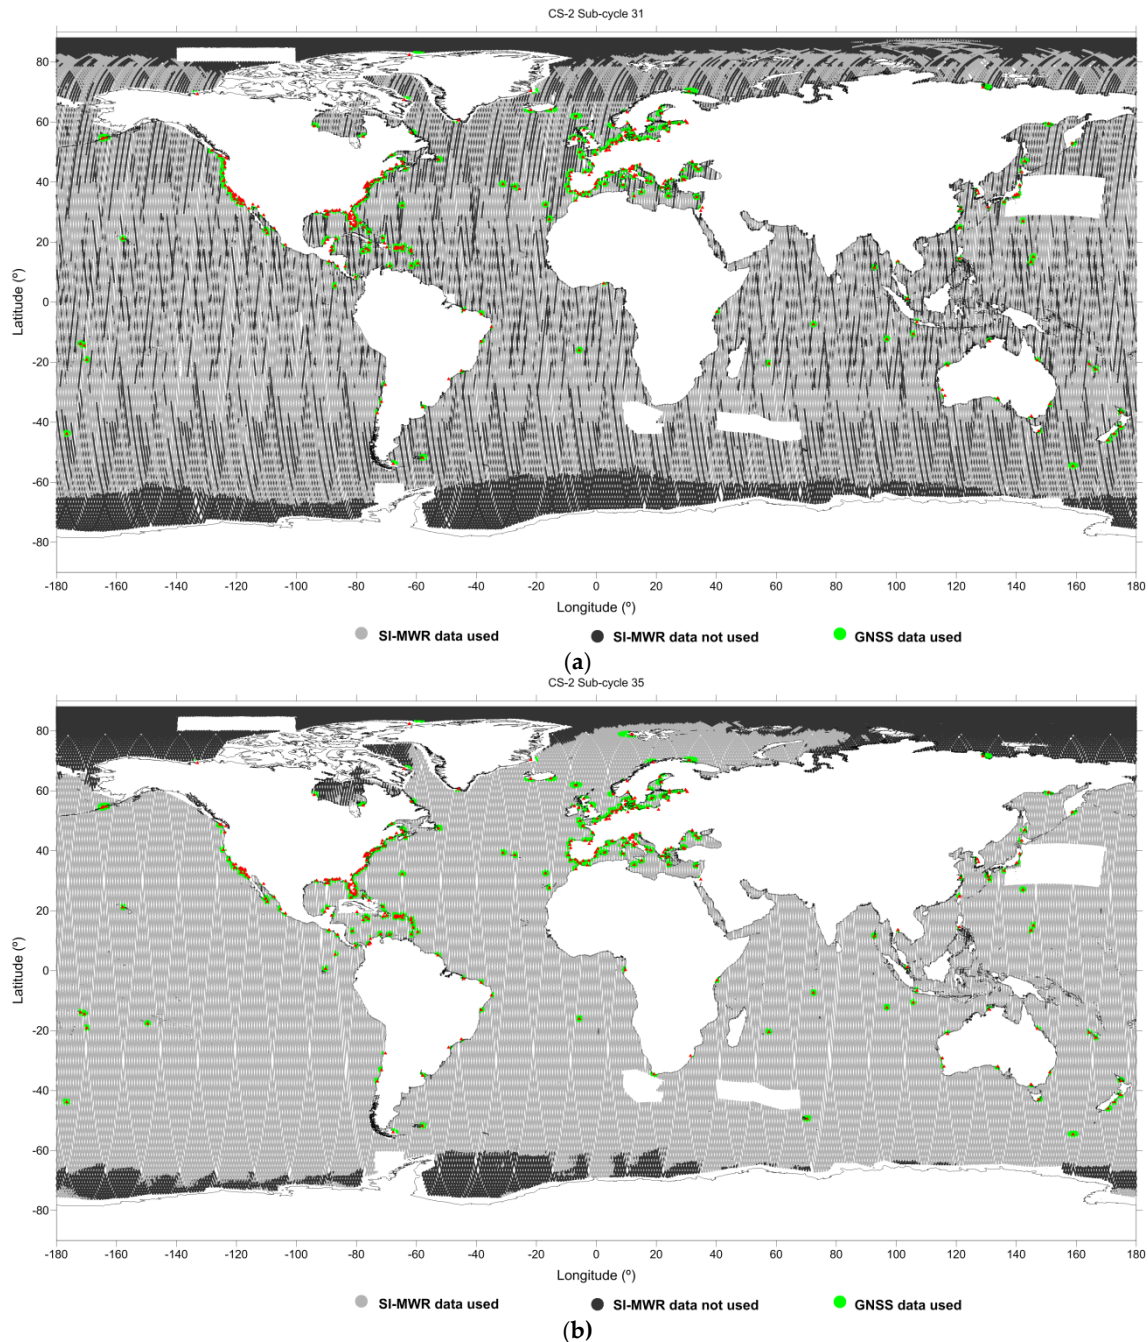 CS-2 Sub-cycle 31
80
60
40
20
0
-20
-40
-60
-80
Latitude (º)
-180 -160 -140 -120 -100 -80 -60 -40 -20 0 20 40 60 80 100 120 140 160 180
Longitude (º)
SI-MWR data used SI-MWR data not used GNSS data used
(a)
CS-2 Sub-cycle 35
80
60
40
20
0
-20
-40
-60
-80
Latitude (º)
-180 -160 -140 -120 -100 -80 -60 -40 -20 0 20 40 60 80 100 120 140 160 180
Longitude (º)
SI-MWR data used SI-MWR data not used GNSS data used
(b)